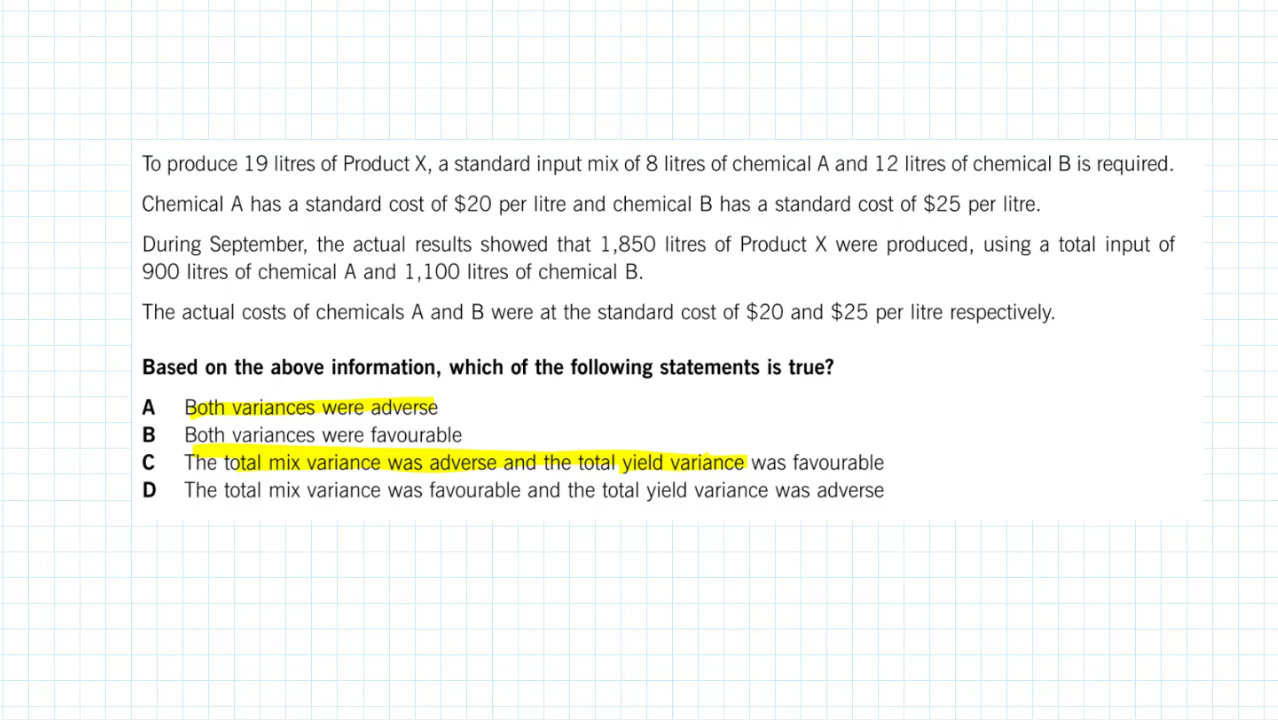 To produce 19 litres of Product X, a standard input mix of 8 litres of chemical A and 12 litres of chemical B is required.
Chemical A has a standard cost of $20 per litre and chemical B has a standard cost of $25 per litre.
During September, the actual results showed that 1,850 litres of Product X were produced, using a total input of
900 litres of chemical A and 1,100 litres of chemical B.
The actual costs of chemicals A and B were at the standard cost of $20 and $25 per litre respectively.
Based on the above information, which of the following statements is true?
A Both variances were adverse
B Both variances were favourable
C The total mix variance was adverse and the total yield variance was favourable
D The total mix variance was favourable and the total yield variance was adverse